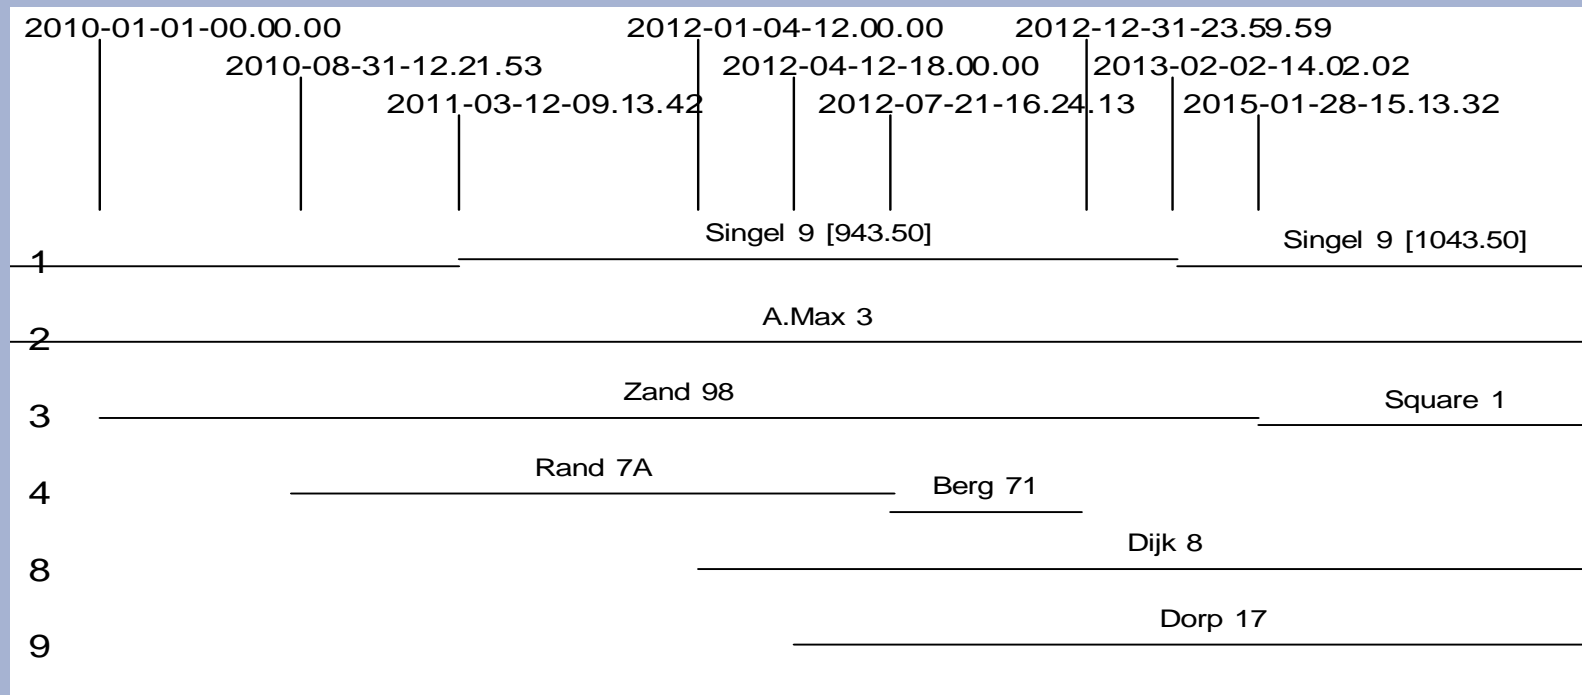 2010-01-01-00.00.00 2012-01-04-12.00.00 2012-12-31-23.59.59
2010-08-31-12.21.53 2012-04-12-18.00.00 2013-02-02-14.02.02
2011-03-12-09.13.42 2012-07-21-16.24.13 2015-01-28-15.13.32
Singel 9 [943.50] Singel 9 [1043.50]
1
A.Max 3
2
Zand 98
3 Square 1
Rand 7A
4 Berg 71
Dijk 8
8
Dorp 17
9